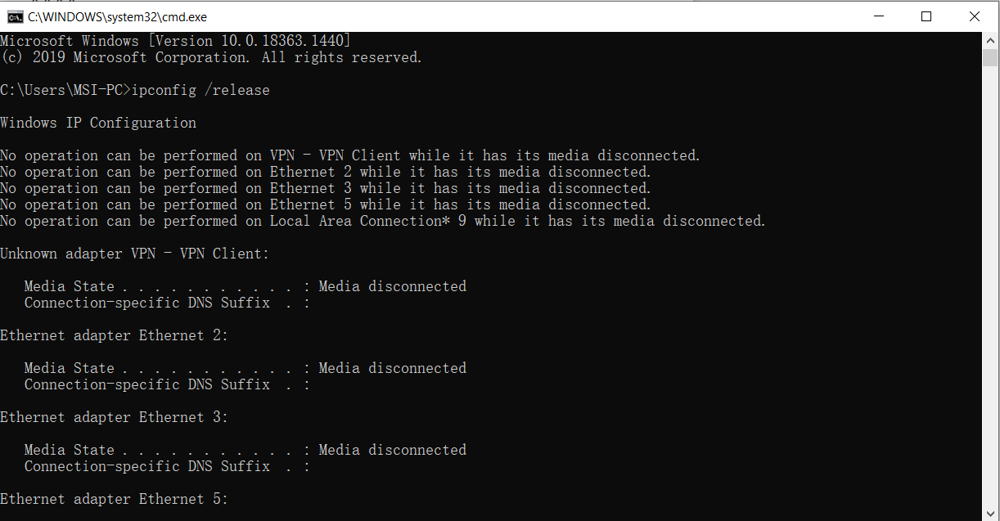 C:\WINDOWS\system32\cmd.exe
Microsoft Windows [Version 10.0.18363.1440]
(c) 2019 Microsoft Corporation. All rights reserved.
C:\Users\MSI-PC>ipconfig /release
Windows IP Configuration
No operation can be performed on VPN - VPN Client while it has its media disconnected.
No operation can be performed on Ethernet 2 while it has its media disconnected.
No operation can be performed on Ethernet 3 while it has its media disconnected.
No operation can be performed on Ethernet 5 while it has its media disconnected.
No operation can be performed on Local Area Connection* 9 while it has its media disconnected.
Unknown adapter VPN - VPN Client:
Media State . . . . . . . . . . . : Media disconnected
Connection-specific DNS Suffix  . :
Ethernet adapter Ethernet 2:
Media State . . . . . . . . . . . : Media disconnected
Connection-specific DNS Suffix  . :
Ethernet adapter Ethernet 3:
Media State . . . . . . . . . . . : Media disconnected
Connection-specific DNS Suffix  . :
Ethernet adapter Ethernet 5: